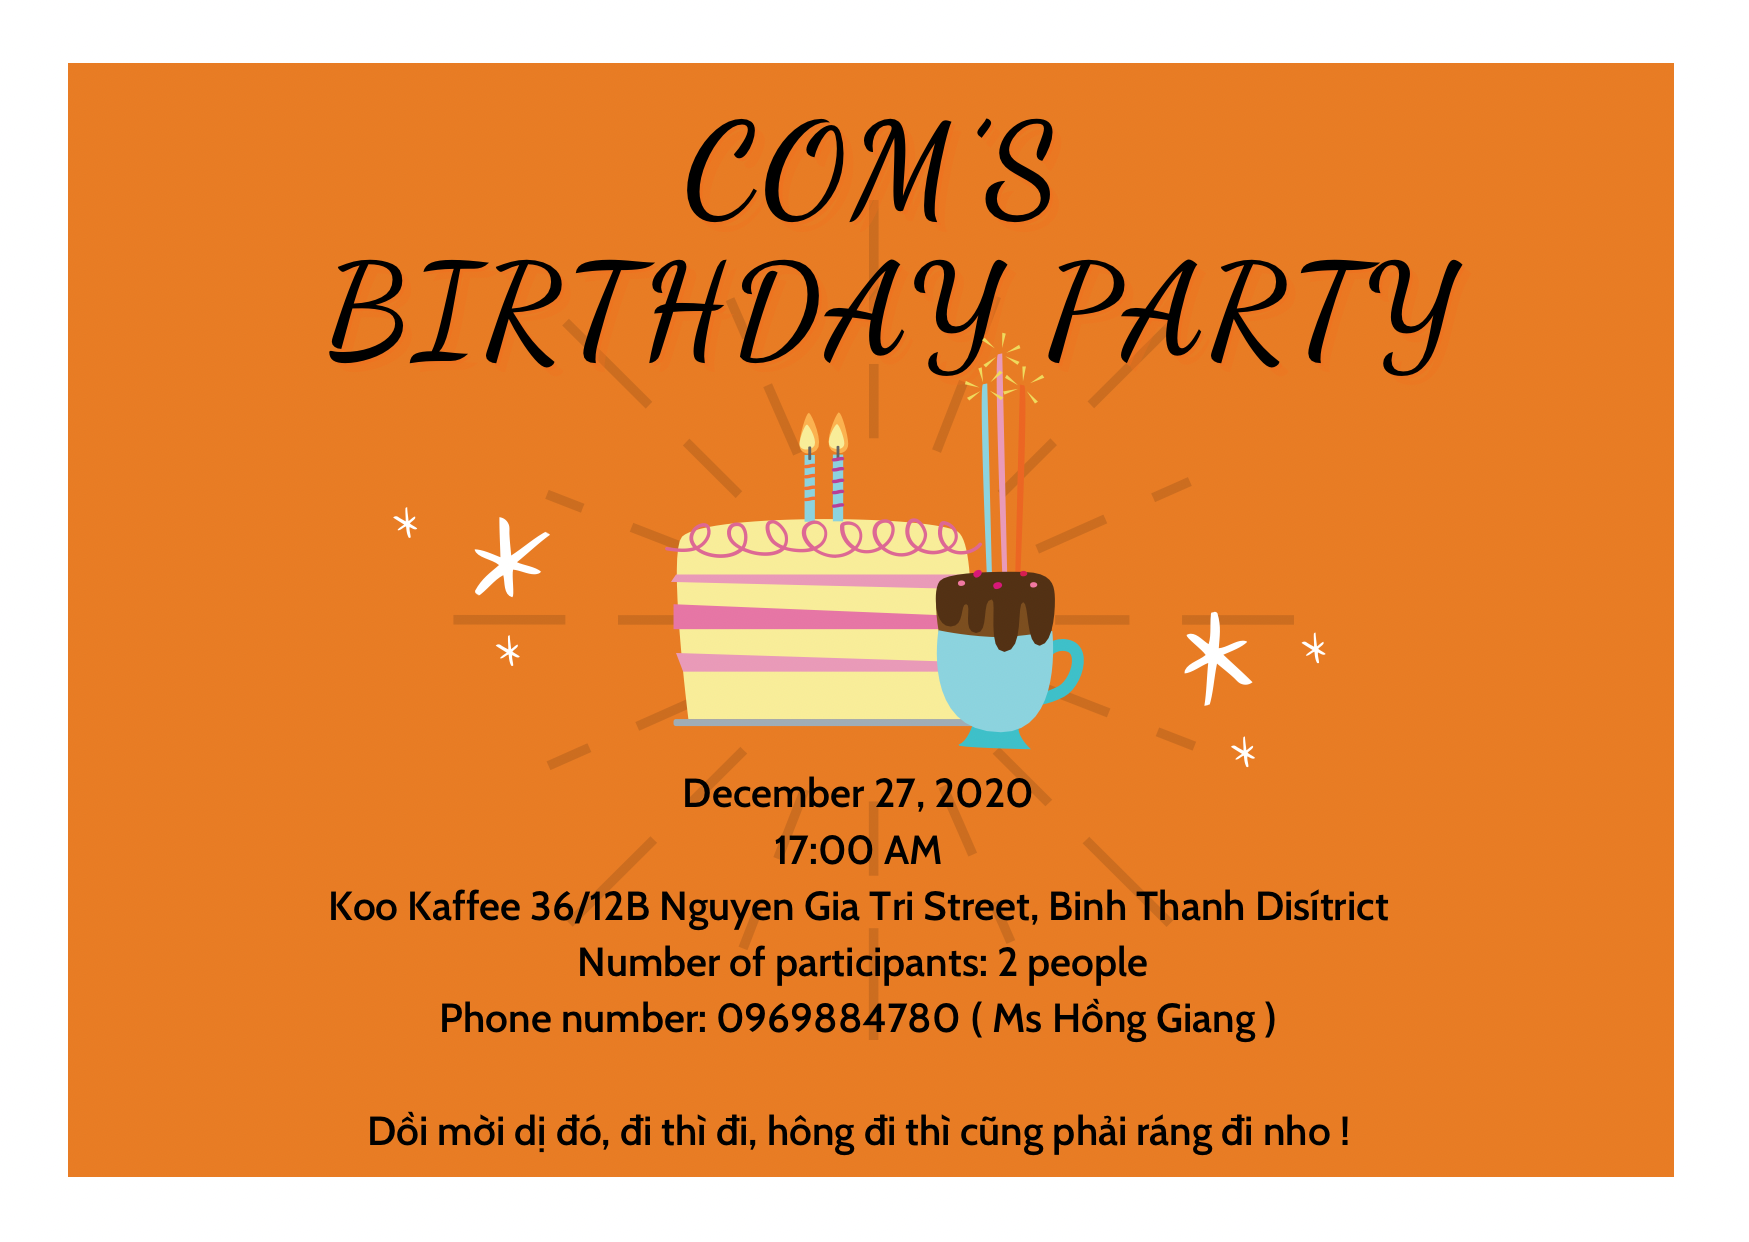 COM'S
BIRTHDAY PARTY
December 27, 2020
17:00 AM
Koo Kaffee 36/12B Nguyen Gia Tri Street, Binh Thanh Disítrict
Number of participants: 2 people
Phone number: 0969884780 ( Ms Hồng Giang )
Dồi mời dị đó, đi thì đi, hông đi thì cũng phải ráng đi nho !